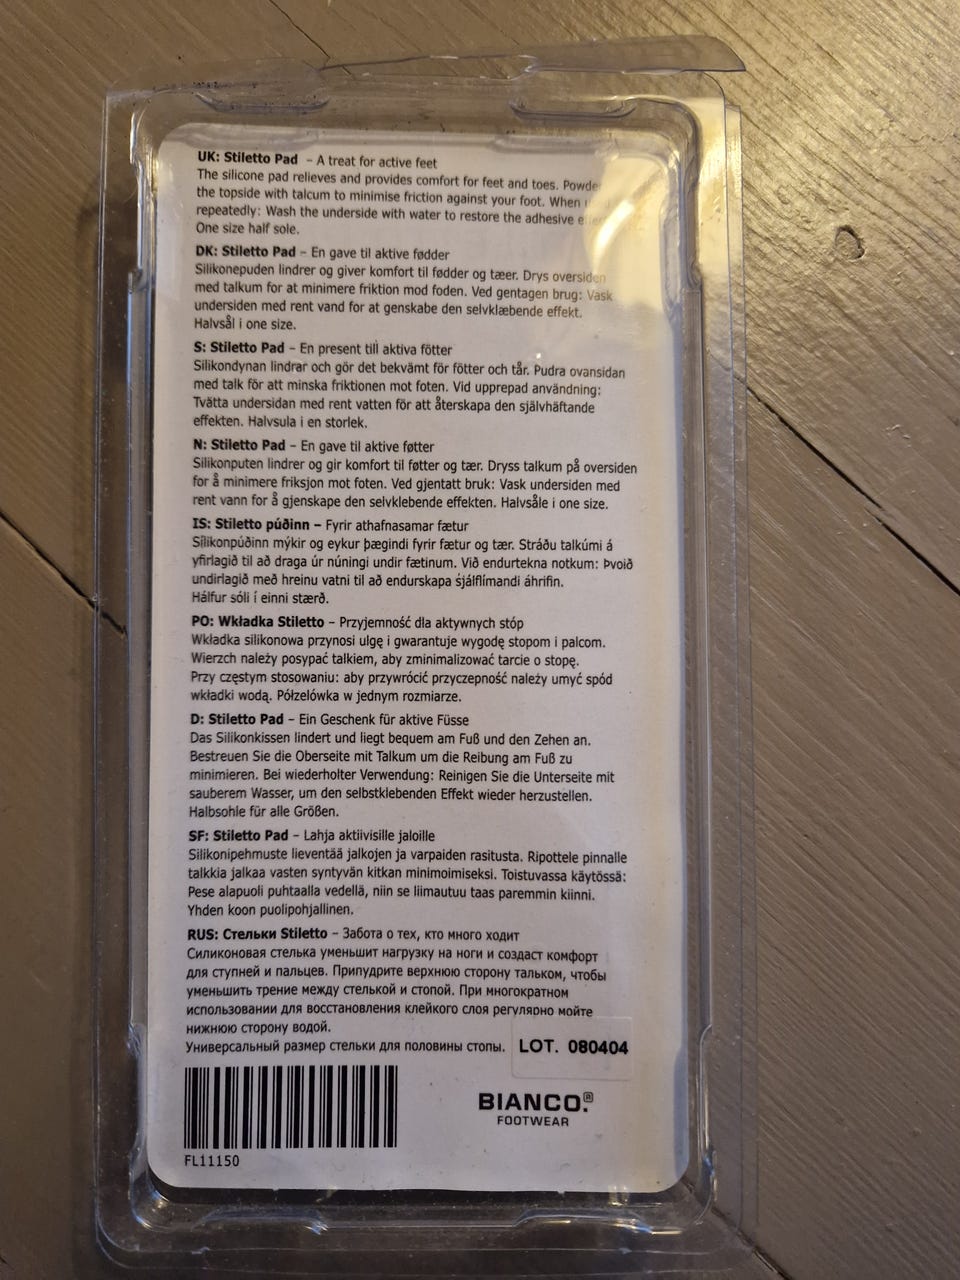 UK: Stiletto Pad – A treat for active feet
The silicone pad relieves and provides comfort for feet and toes. Powde
the topside with talcum to minimise friction against your foot. When
repeatedly: Wash the underside with water to restore the adhesive
One size half sole.
DK: Stiletto Pad – En gave til aktive fødder
Silikonepuden lindrer og giver komfort til fødder og tæer. Drys oversiden
med talkum for at minimere friktion mod foden. Ved gentagen brug: Vask
undersiden med rent vand for at genskabe den selvklæbende effekt.
Halvsål i one size.
S: Stiletto Pad – En present till aktiva fötter
Silikondynan lindrar och gör det bekvämt för fötter och tår. Pudra ovansidan
med talk för att minska friktionen mot foten. Vid upprepad användning:
Tvätta undersidan med rent vatten för att återskapa den självhäftande
effekten. Halvsula i en storlek.
N: Stiletto Pad – En gave til aktive føtter
Silikonputen lindrer og gir komfort til føtter og tær. Dryss talkum på oversiden
for å minimere friksjon mot foten. Ved gjentatt bruk: Vask undersiden med
rent vann for å gjenskape den selvklebende effekten. Halvsåle i one size.
IS: Stiletto púðinn – Fyrir athafnasamar fætur
Silikonpúðinn mýkir og eykur þægindi fyrir fætur og tær. Stráðu talkúmi á
yfirlagið til að draga úr núningi undir fætinum. Við endurtekna notkum: Þvoið
undirlagið með hreinu vatni til að endurskapa sjálflímandi áhrifin.
Hálfur sóli í einni stærð.
PO: Wkładka Stiletto – Przyjemność dla aktywnych stóp
Wkładka silikonowa przynosi ulgę i gwarantuje wygodę stopom i palcom.
Wierzch należy posypać talkiem, aby zminimalizować tarcie o stopę.
Przy częstym stosowaniu: aby przywrócić przyczepność należy umyć spód
wkładki wodą. Półzelówka w jednym rozmiarze.
D: Stiletto Pad – Ein Geschenk für aktive Füsse
Das Silikonkissen lindert und liegt bequem am Fuß und den Zehen an.
Bestreuen Sie die Oberseite mit Talkum um die Reibung am Fuß zu
minimieren. Bei wiederholter Verwendung: Reinigen Sie die Unterseite mit
sauberem Wasser, um den selbstklebenden Effekt wieder herzustellen.
Halbsohle für alle Größen.
SF: Stiletto Pad – Lahja aktiivisille jaloille
Silikonipehmuste lieventää jalkojen ja varpaiden rasitusta. Ripottele pinnalle
talkkia jalkaa vasten syntyvän kitkan minimoimiseksi. Toistuvassa käytössä:
Pese alapuoli puhtaalla vedellä, niin se liimautuu taas paremmin kiinni.
Yhden koon puolipohjallinen.
RUS: Стельки Stiletto – Забота о тех, кто много ходит
Силиконовая стелька уменьшит нагрузку на ноги и создаст комфорт
для ступней и пальцев. Припудрите верхнюю сторону тальком, чтобы
уменьшить трение между стелькой и стопой. При многократном
использовании для восстановления клейкого слоя регулярно мойте
нижнюю сторону водой.
Универсальный размер стельки для половины стопы.
LOT. 080404
BIANCO.®
FOOTWEAR
FL11150